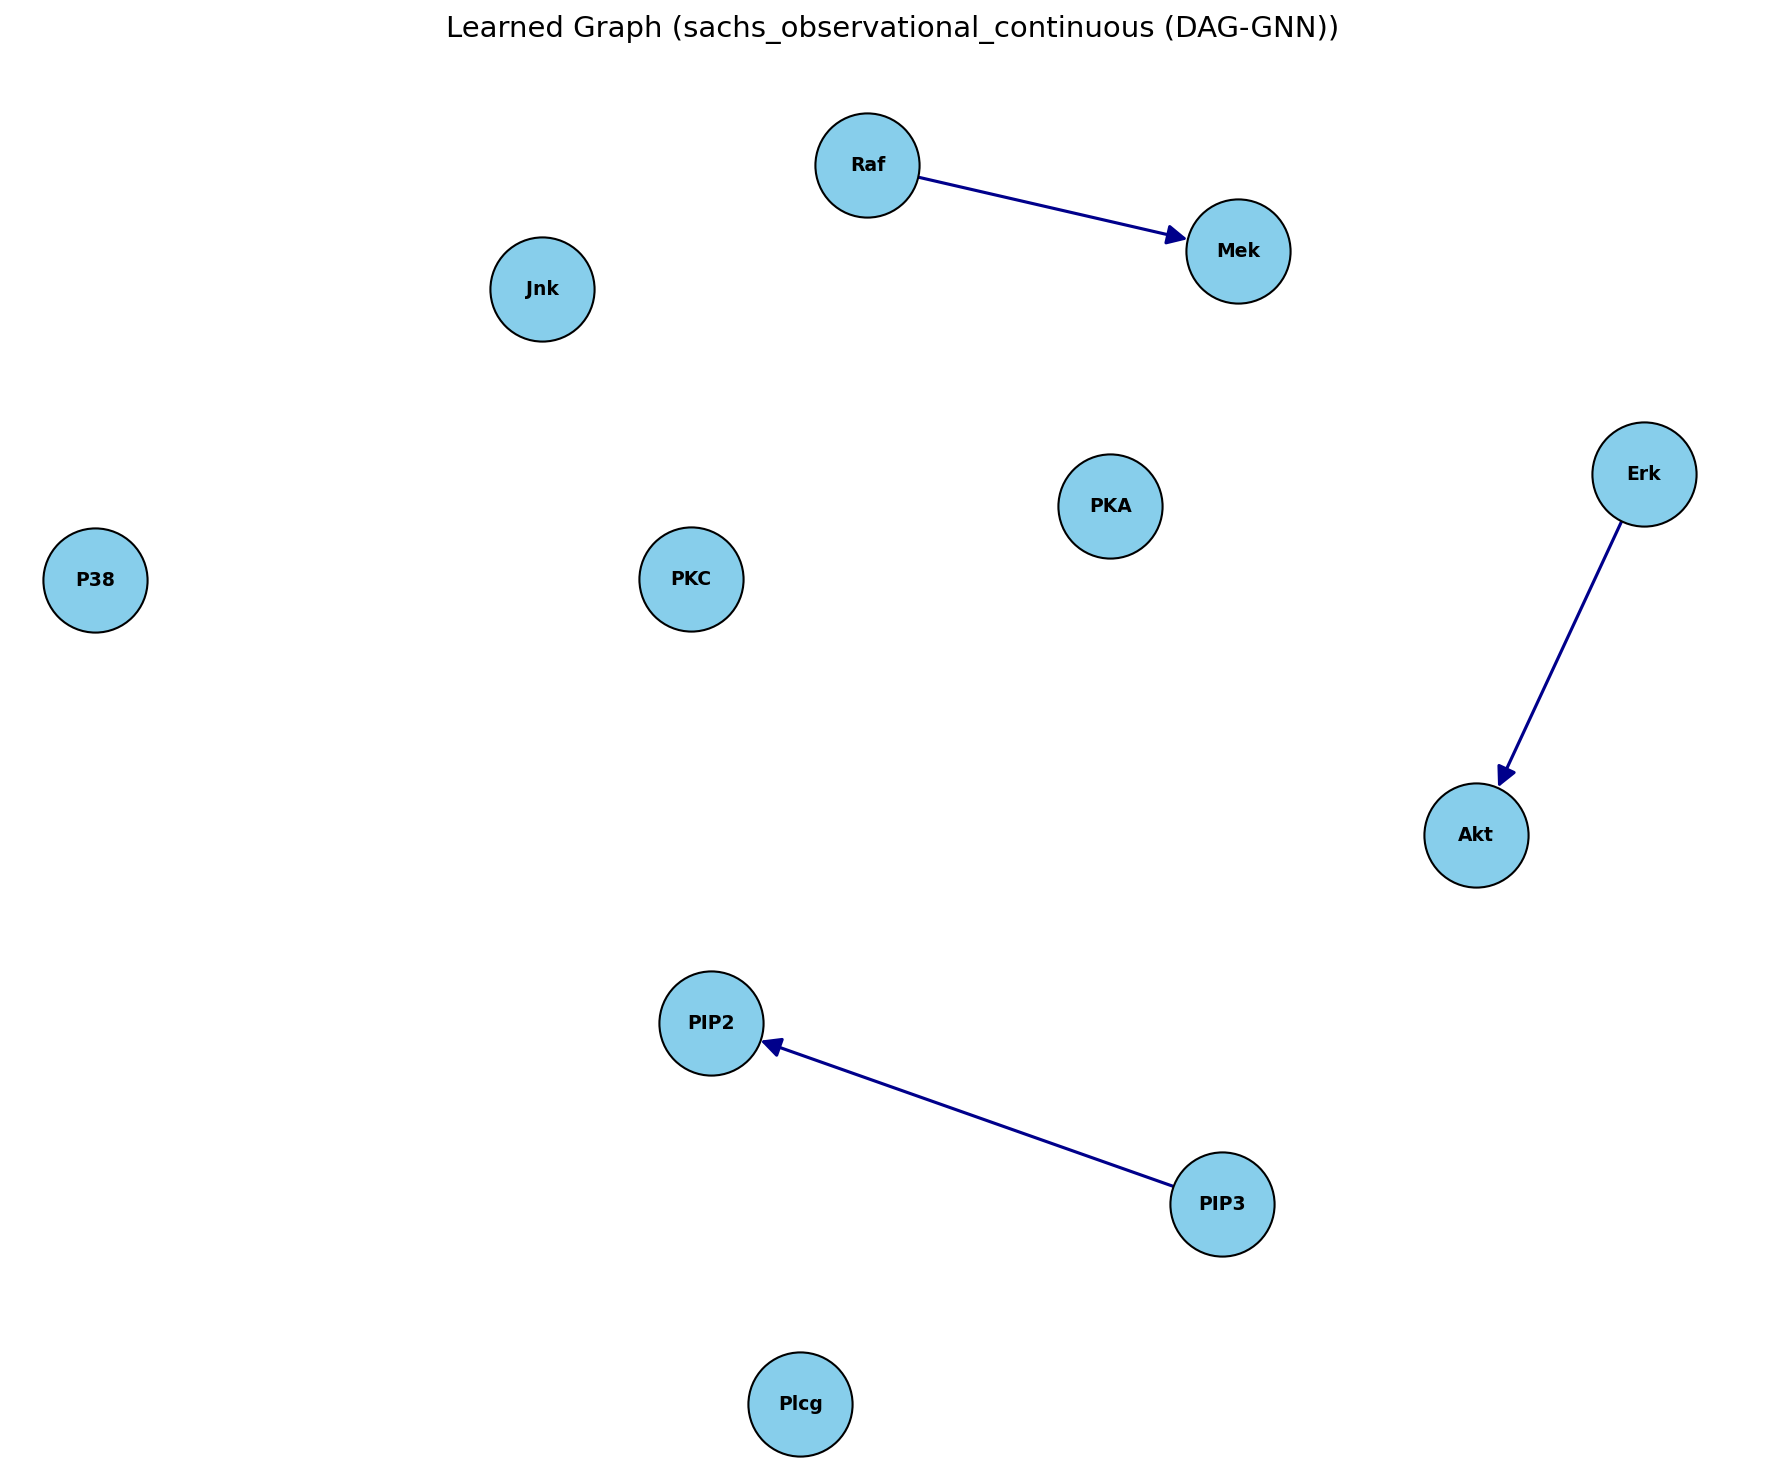 Learned Graph (sachs_observational_continuous (DAG-GNN))
Raf
Mek
Jnk
Erk
PKA
P38
PKC
Akt
PIP2
PIP3
Plcg